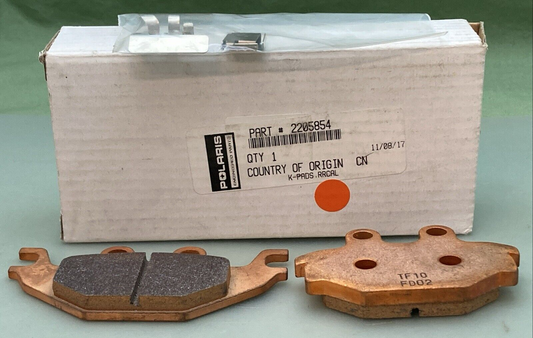 PART # 2205854
11/08/17
QTY 1
COUNTRY OF ORIGIN CN
K-PADS.RRCAL
POLARIS
TF10
FD02